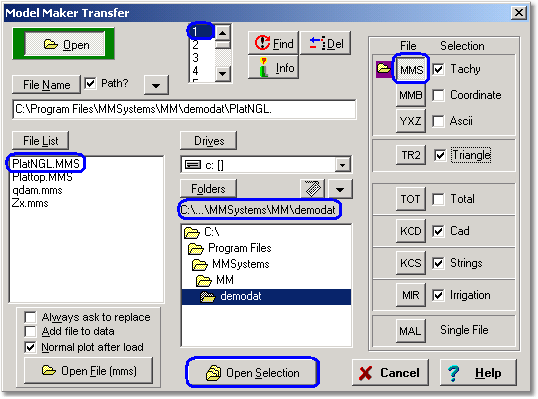 Model Maker Transfer
Open
1
2
3
4
5
Find
Del
Info
File Name
Path?
C:\Program Files\MMSystems\MM\demodat\PlatNGL.
File List
PlatNGL.MMS
Plattop.MMS
qdam.mms
Zx.mms
Drives
c: []
Folders
C:\...\MMSystems\MM\demodat
C:\
Program Files
MMSystems
MM
demodat
File Selection
MMS Tachy
MMB Coordinate
YXZ Ascii
TR2 Triangle
TOT Total
KCD Cad
KCS Strings
MIR Irrigation
MAL Single File
Always ask to replace
Add file to data
Normal plot after load
Open File (mms)
Open Selection
Cancel
? Help